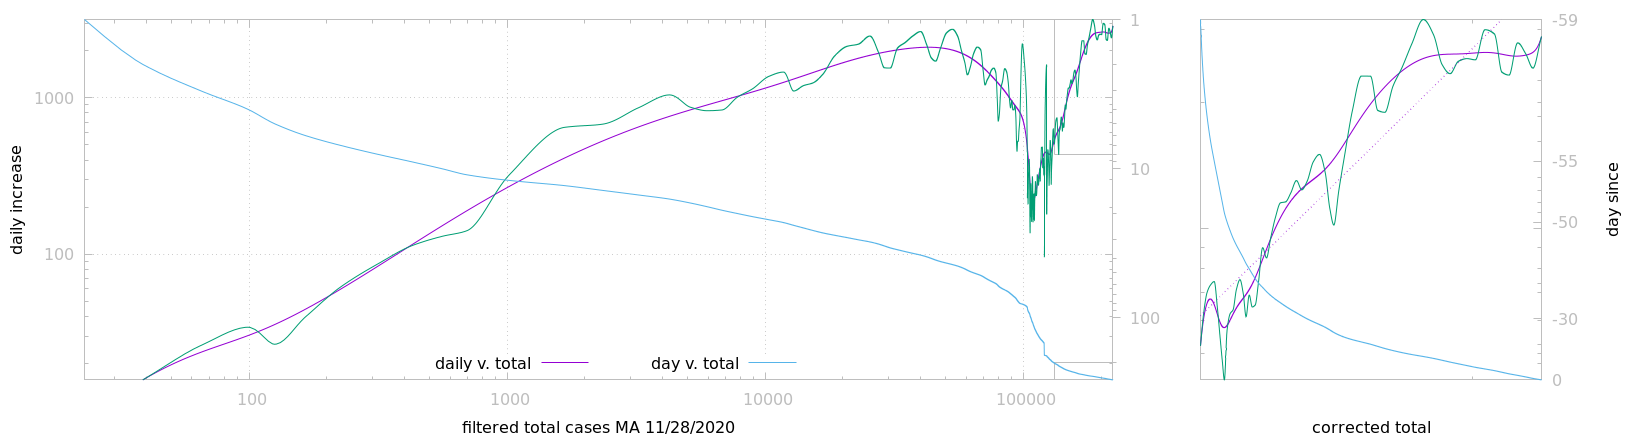 daily increase
1000
100
daily v. total
day v. total
100
1000
10000
100000
filtered total cases MA 11/28/2020
1
10
100
-59
-55
-50
-30
0
day since
corrected total